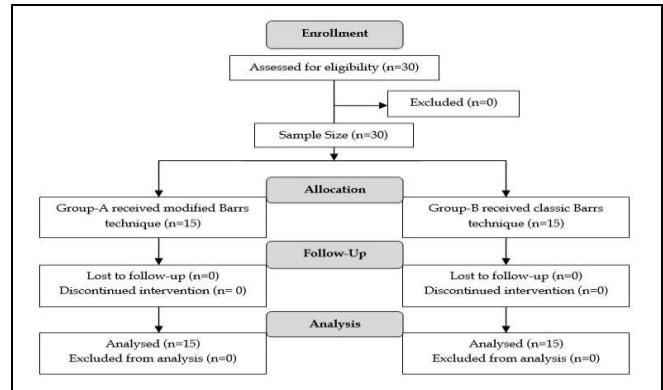 Enrollment
Assessed for eligibility (n=30)
Excluded (n=0)
Sample Size (n=30)
Allocation
Group-A received modified Barrs
technique (n=15)
Group-B received classic Barrs
technique (n=15)
Follow-Up
Lost to follow-up (n=0)
Discontinued intervention (n= 0)
Lost to follow-up (n=0)
Discontinued intervention (n=0)
Analysis
Analysed (n=15)
Excluded from analysis (n=0)
Analysed (n=15)
Excluded from analysis (n=0)